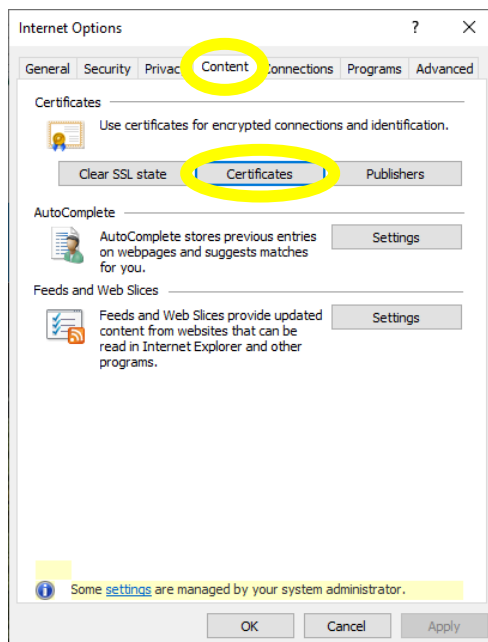 Internet Options
?
General Security Privac Content onnections Programs Advanced
Certificates
Use certificates for encrypted connections and identification.
Clear SSL state Certificates Publishers
AutoComplete
AutoComplete stores previous entries
on webpages and suggests matches
for you.
Settings
Feeds and Web Slices
Feeds and Web Slices provide updated
content from websites that can be
read in Internet Explorer and other
programs.
Settings
Some settings are managed by your system administrator.
OK Cancel Apply